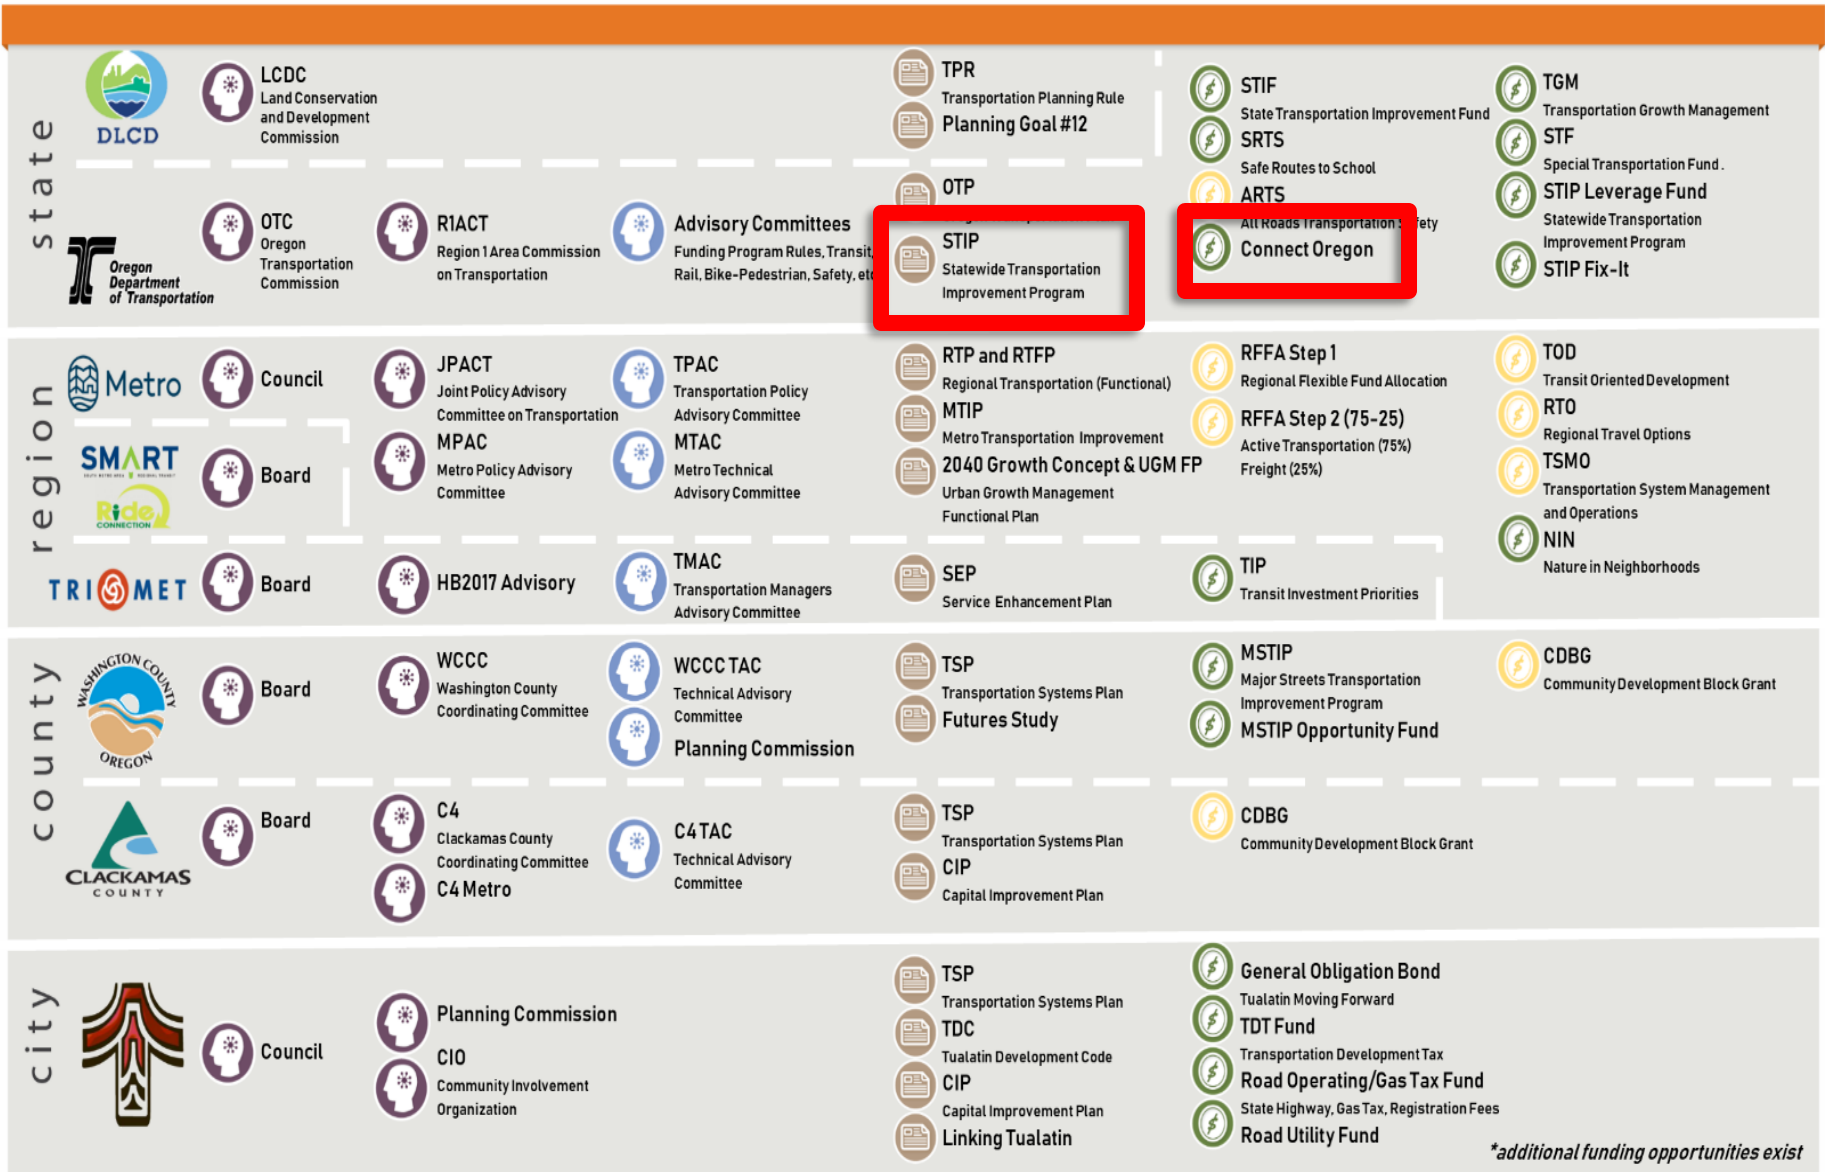 state
DLCD
LCDC
Land Conservation
and Development
Commission
TPR
Transportation Planning Rule
Planning Goal #12
STIF
State Transportation Improvement Fund
SRTS
Safe Routes to School
ARTS
All Roads Transportation Safety
Connect Oregon
TGM
Transportation Growth Management
STF
Special Transportation Fund.
STIP Leverage Fund
Statewide Transportation
Improvement Program
STIP Fix-It
Oregon
Department
of Transportation
OTC
Oregon
Transportation
Commission
R1ACT
Region 1 Area Commission
on Transportation
Advisory Committees
Funding Program Rules, Transit,
Rail, Bike-Pedestrian, Safety, etc
OTP
STIP
Statewide Transportation
Improvement Program
region
Metro
Council
JPACT
Joint Policy Advisory
Committee on Transportation
MPAC
Metro Policy Advisory
Committee
TPAC
Transportation Policy
Advisory Committee
MTAC
Metro Technical
Advisory Committee
RTP and RTFP
Regional Transportation (Functional)
MTIP
Metro Transportation Improvement
2040 Growth Concept & UGM FP
Urban Growth Management
Functional Plan
RFFA Step 1
Regional Flexible Fund Allocation
RFFA Step 2 (75-25)
Active Transportation (75%)
Freight (25%)
TOD
Transit Oriented Development
RTO
Regional Travel Options
TSMO
Transportation System Management
and Operations
NIN
Nature in Neighborhoods
SMART
Ride
CONNECTION
Board
TRIMET
Board
HB2017 Advisory
TMAC
Transportation Managers
Advisory Committee
SEP
Service Enhancement Plan
TIP
Transit Investment Priorities
county
WASHINGTON COUNTY
OREGON
Board
WCCC
Washington County
Coordinating Committee
WCCC TAC
Technical Advisory
Committee
Planning Commission
TSP
Transportation Systems Plan
Futures Study
MSTIP
Major Streets Transportation
Improvement Program
MSTIP Opportunity Fund
CDBG
Community Development Block Grant
CLACKAMAS
COUNTY
Board
C4
Clackamas County
Coordinating Committee
C4 Metro
C4 TAC
Technical Advisory
Committee
TSP
Transportation Systems Plan
CIP
Capital Improvement Plan
CDBG
Community Development Block Grant
city
Council
Planning Commission
CIO
Community Involvement
Organization
TSP
Transportation Systems Plan
TDC
Tualatin Development Code
CIP
Capital Improvement Plan
Linking Tualatin
General Obligation Bond
Tualatin Moving Forward
TDT Fund
Transportation Development Tax
Road Operating/Gas Tax Fund
State Highway, Gas Tax, Registration Fees
Road Utility Fund
*additional funding opportunities exist